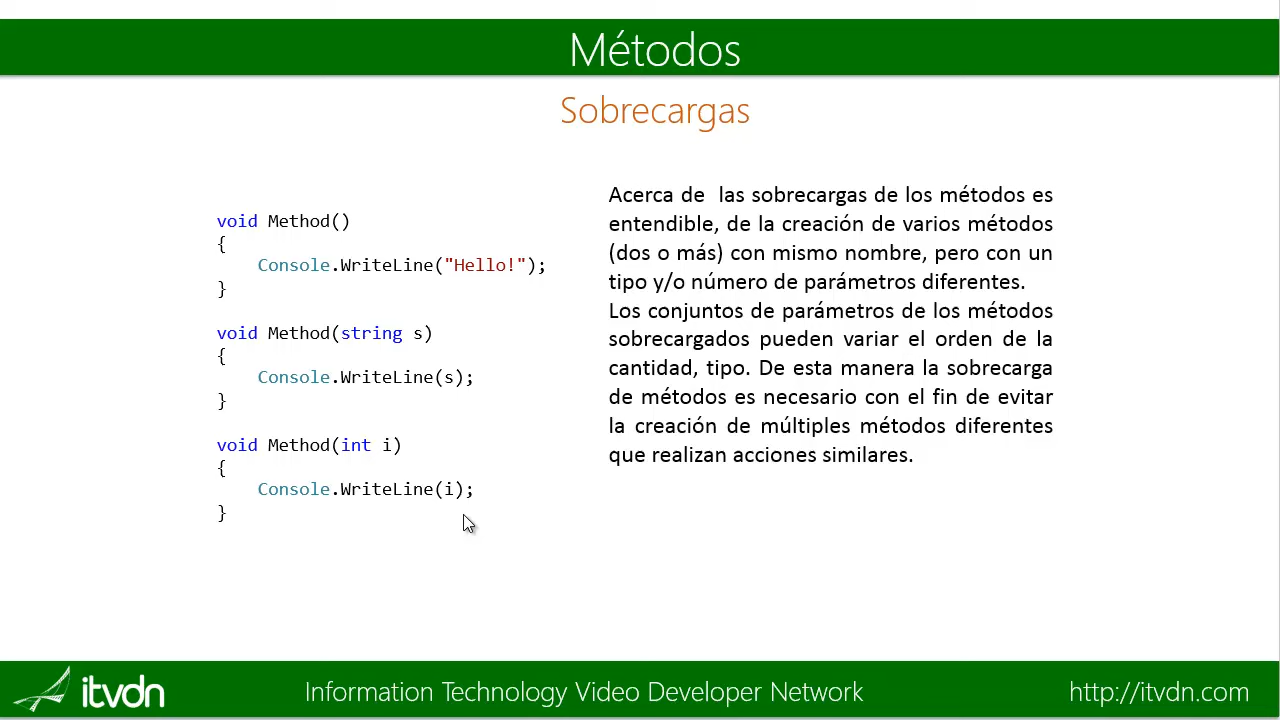 Métodos
Sobrecargas
void Method()
{
    Console.WriteLine("Hello!");
}
void Method(string s)
{
    Console.WriteLine(s);
}
void Method(int i)
{
    Console.WriteLine(i);
}
Acerca de  las sobrecargas de los métodos es
entendible, de la creación de varios métodos
(dos o más) con mismo nombre, pero con un
tipo y/o número de parámetros diferentes.
Los conjuntos de parámetros de los métodos
sobrecargados pueden variar el orden de la
cantidad, tipo. De esta manera la sobrecarga
de métodos es necesario con el fin de evitar
la creación de múltiples métodos diferentes
que realizan acciones similares.
itvdn
Information Technology Video Developer Network
http://itvdn.com